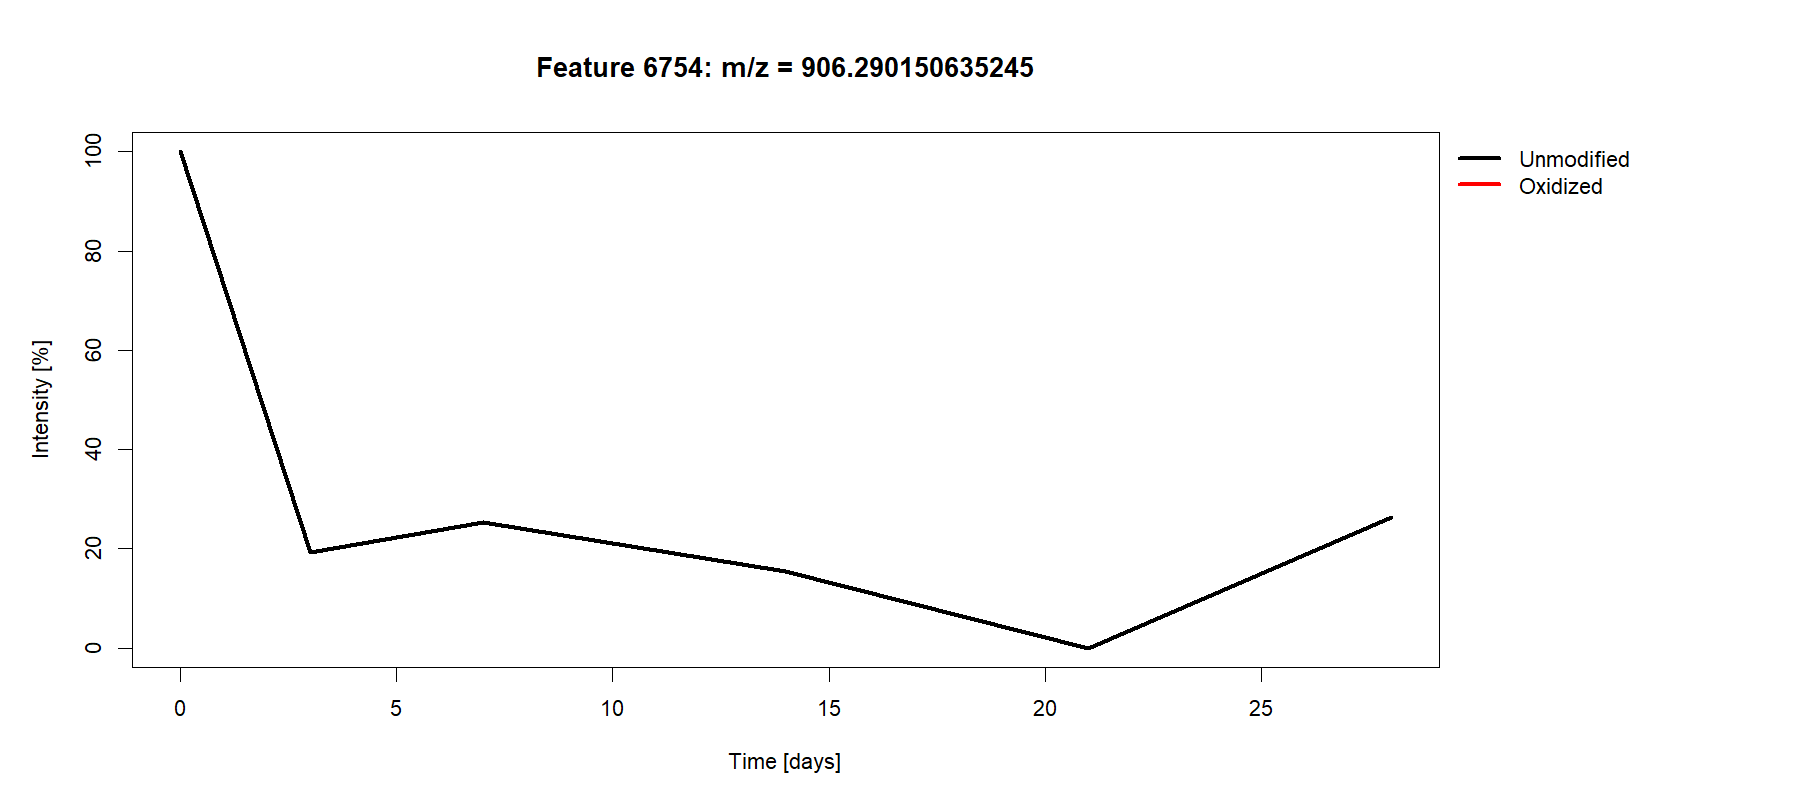 Feature 6754: m/z = 906.290150635245
Unmodified
Oxidized
Intensity [%]
100
80
60
40
20
0
0 5 10 15 20 25
Time [days]